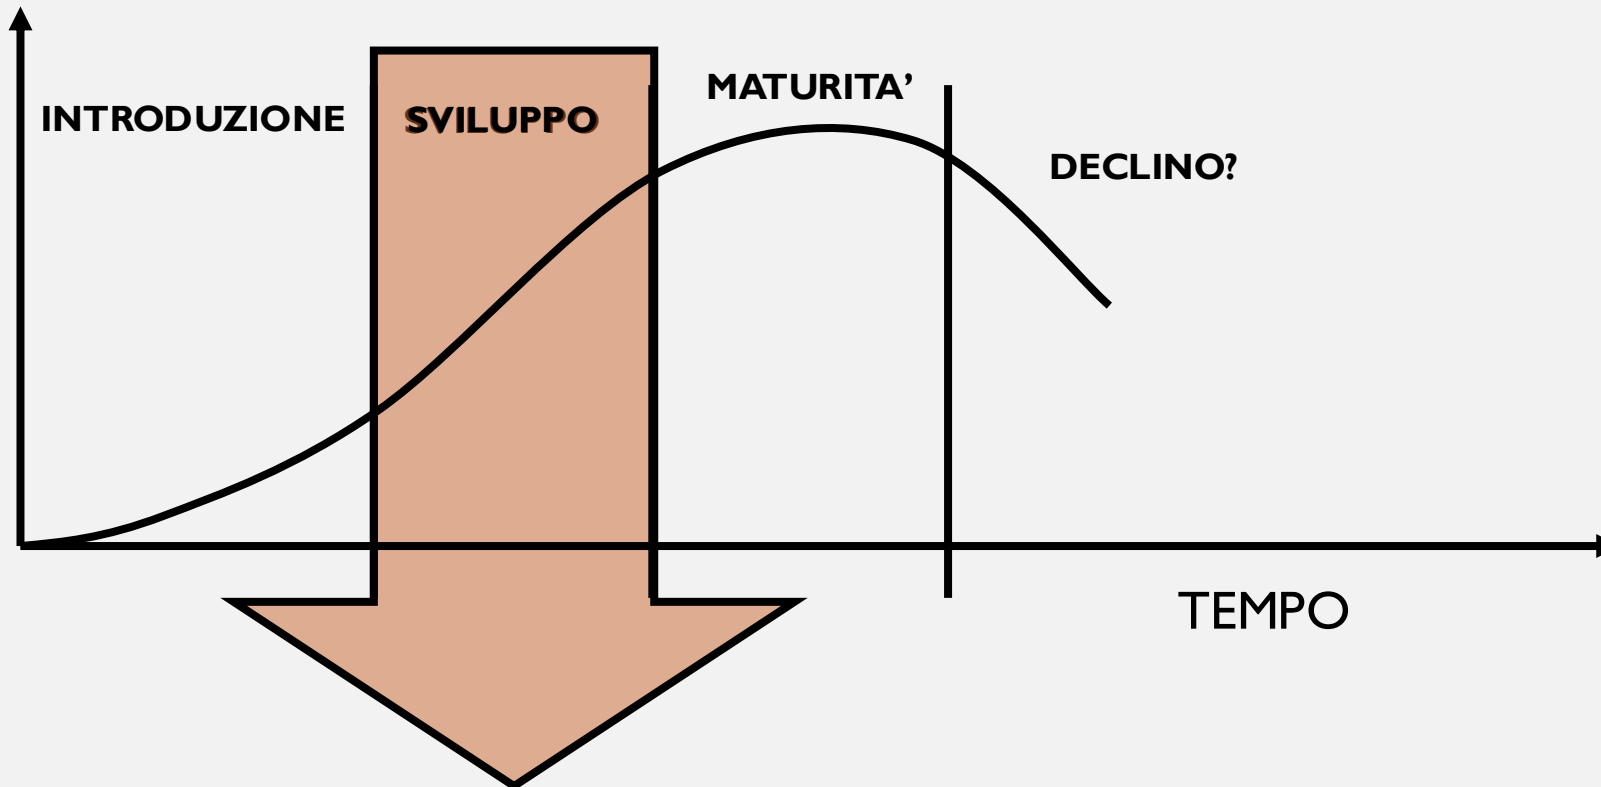 INTRODUZIONE
SVILUPPO
MATURITA’
DECLINO?
TEMPO